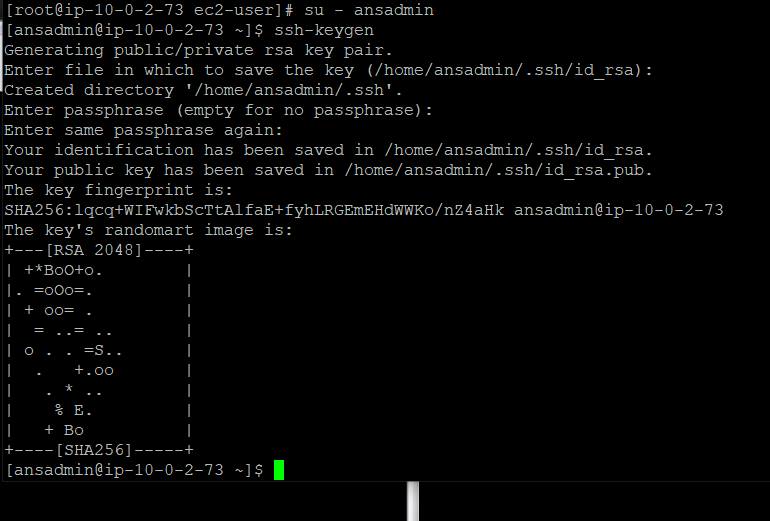 [root@ip-10-0-2-73 ec2-user]# su - ansadmin
[ansadmin@ip-10-0-2-73 ~]$ ssh-keygen
Generating public/private rsa key pair.
Enter file in which to save the key (/home/ansadmin/.ssh/id_rsa):
Created directory '/home/ansadmin/.ssh'.
Enter passphrase (empty for no passphrase):
Enter same passphrase again:
Your identification has been saved in /home/ansadmin/.ssh/id_rsa.
Your public key has been saved in /home/ansadmin/.ssh/id_rsa.pub.
The key fingerprint is:
SHA256:lqcq+WIFwkbScTtAlfaE+fyhLRGEmEHdWWKo/nZ4aHk ansadmin@ip-10-0-2-73
The key's randomart image is:
+---[RSA 2048]----+
| +*BoO+o.        |
|. =oOo=.         |
| + oo= .         |
|  = ..= ..       |
| o . . =S..      |
|  .   +.oo       |
|   . * ..        |
|    % E.         |
|   + Bo          |
+----[SHA256]-----+
[ansadmin@ip-10-0-2-73 ~]$